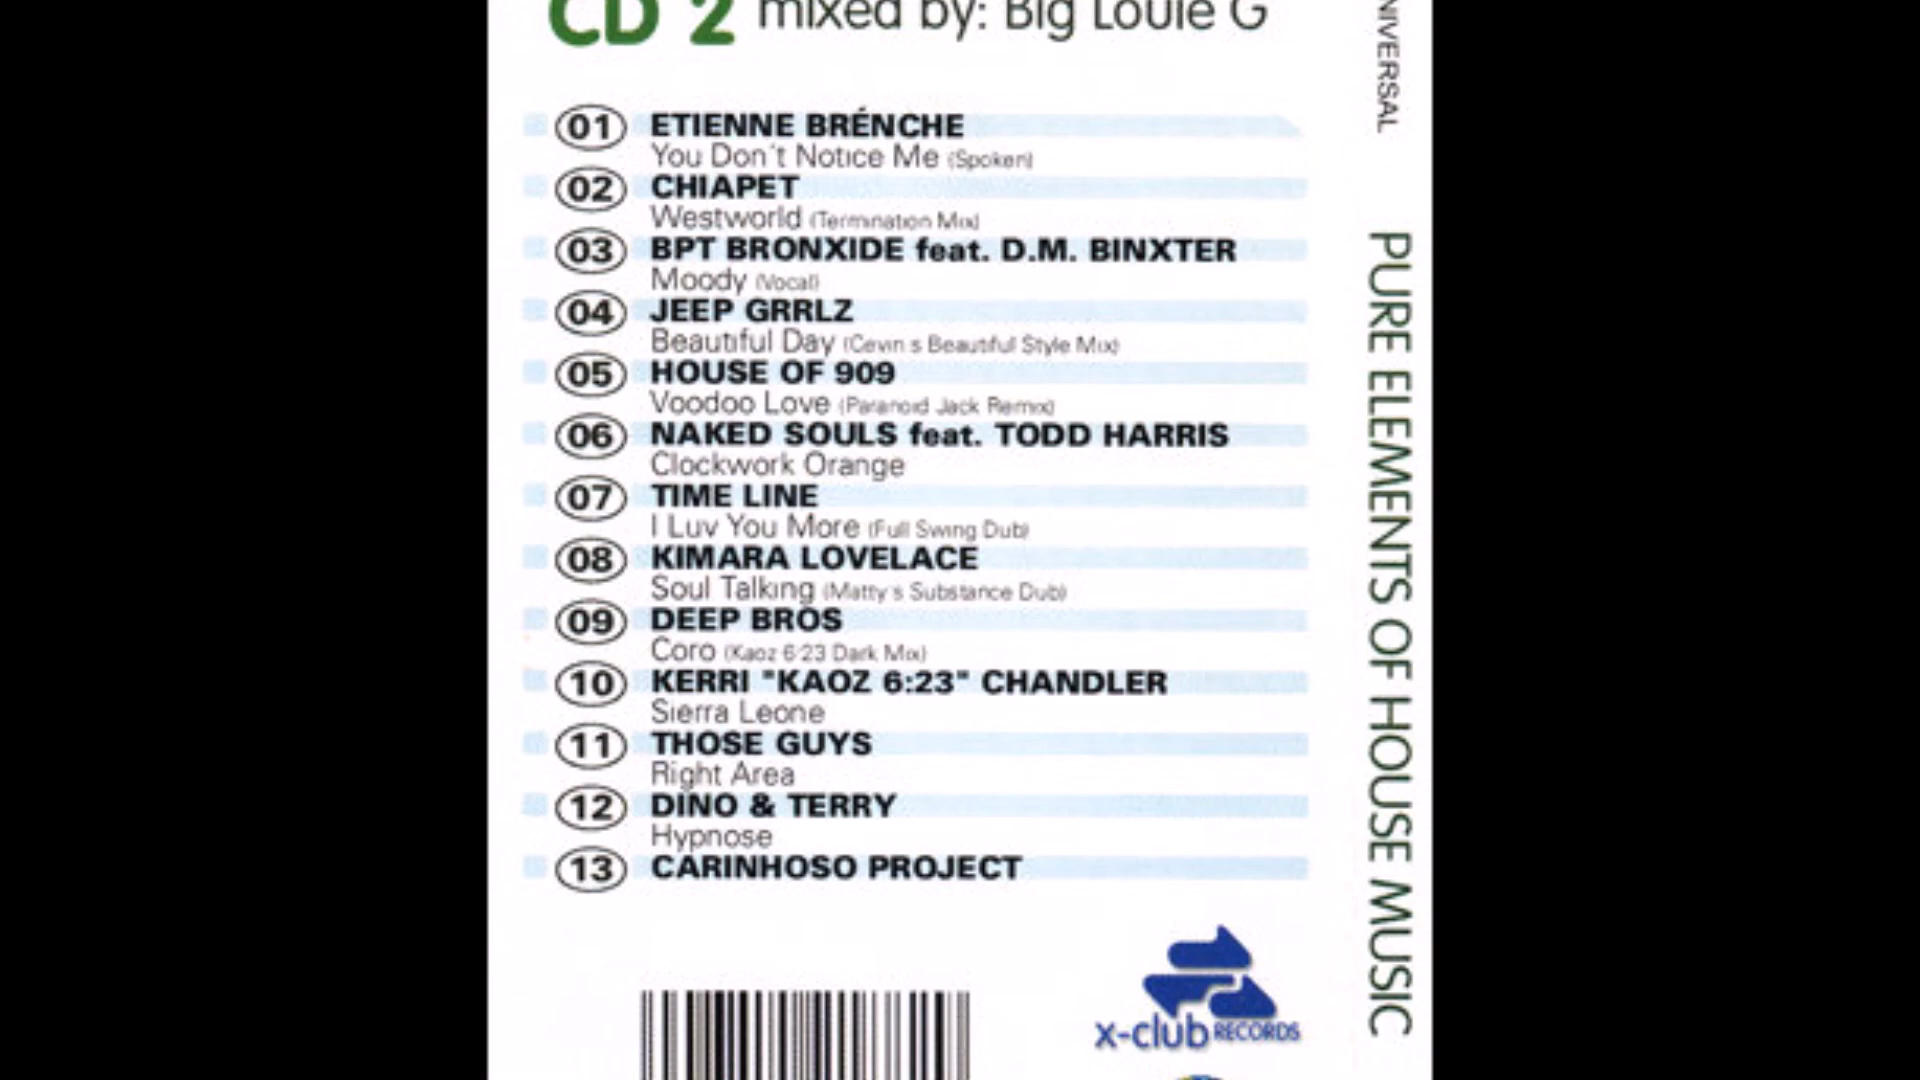 CD 2 mixed by: Big Louie G
01 ETIENNE BRÉNCHE
You Don´t Notice Me (Spoken)
02 CHIAPET
Westworld (Termination Mix)
03 BPT BRONXIDE feat. D.M. BINXTER
Moody (Vocal)
04 JEEP GRRLZ
Beautiful Day (Cevin s Beautiful Style Mix)
05 HOUSE OF 909
Voodoo Love (Paranoid Jack Remix)
06 NAKED SOULS feat. TODD HARRIS
Clockwork Orange
07 TIME LINE
I Luv You More (Full Swing Dub)
08 KIMARA LOVELACE
Soul Talking (Matty´s Substance Dub)
09 DEEP BROS
Coro (Kaoz 6:23 Dark Mix)
10 KERRI "KAOZ 6:23" CHANDLER
Sierra Leone
11 THOSE GUYS
Right Area
12 DINO & TERRY
Hypnose
13 CARINHOSO PROJECT
x-club RECORDS
PURE ELEMENTS OF HOUSE MUSIC